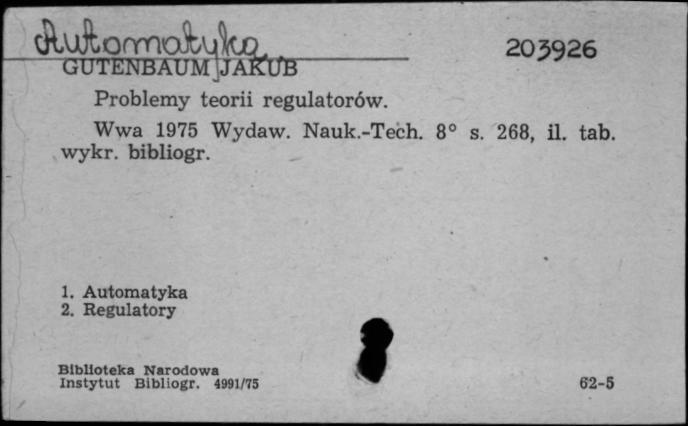 Automatyka
203926
GUTENBAUM JAKUB
Problemy teorii regulatorów.
Wwa 1975 Wydaw. Nauk.-Tech. 8° s. 268, il. tab.
wykr. bibliogr.
1. Automatyka
2. Regulatory
Biblioteka Narodowa
Instytut Bibliogr. 4991/75
62-5